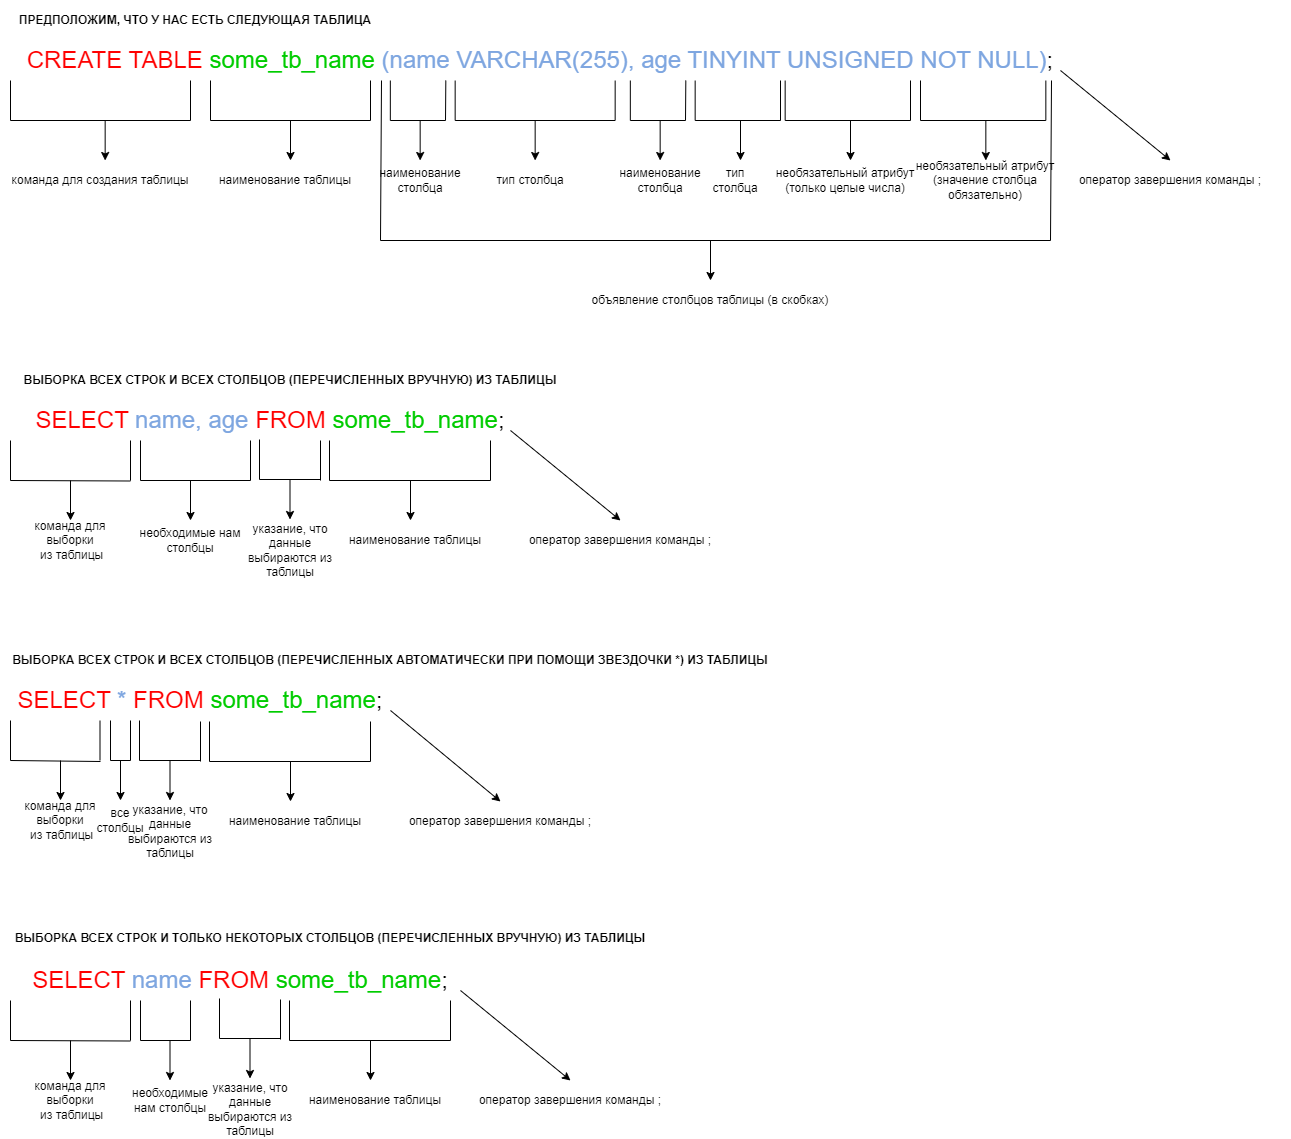 ПРЕДПОЛОЖИМ, ЧТО У НАС ЕСТЬ СЛЕДУЮЩАЯ ТАБЛИЦА
CREATE TABLE some_tb_name (name VARCHAR(255), age TINYINT UNSIGNED NOT NULL);
команда для создания таблицы
наименование таблицы
наименование
столбца
тип столбца
наименование
столбца
тип
столбца
необязательный атрибут
(только целые числа)
необязательный атрибут
(значение столбца
обязательно)
оператор завершения команды ;
объявление столбцов таблицы (в скобках)
ВЫБОРКА ВСЕХ СТРОК И ВСЕХ СТОЛБЦОВ (ПЕРЕЧИСЛЕННЫХ ВРУЧНУЮ) ИЗ ТАБЛИЦЫ
SELECT name, age FROM some_tb_name;
команда для
выборки
из таблицы
необходимые нам
столбцы
указание, что
данные
выбираются из
таблицы
наименование таблицы
оператор завершения команды ;
ВЫБОРКА ВСЕХ СТРОК И ВСЕХ СТОЛБЦОВ (ПЕРЕЧИСЛЕННЫХ АВТОМАТИЧЕСКИ ПРИ ПОМОЩИ ЗВЕЗДОЧКИ *) ИЗ ТАБЛИЦЫ
SELECT * FROM some_tb_name;
команда для
выборки
из таблицы
все
столбцы
указание, что
данные
выбираются из
таблицы
наименование таблицы
оператор завершения команды ;
ВЫБОРКА ВСЕХ СТРОК И ТОЛЬКО НЕКОТОРЫХ СТОЛБЦОВ (ПЕРЕЧИСЛЕННЫХ ВРУЧНУЮ) ИЗ ТАБЛИЦЫ
SELECT name FROM some_tb_name;
команда для
выборки
из таблицы
необходимые
нам столбцы
указание, что
данные
выбираются из
таблицы
наименование таблицы
оператор завершения команды ;